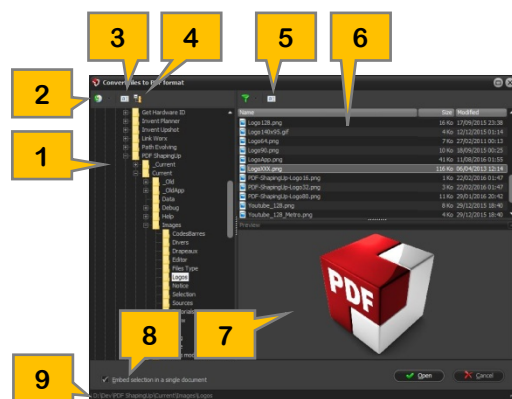 3
4
5
6
Convert files to PDF format
2
Name Size Modified
1
Get Hardware ID
Invent Planner
Invent Upshot
Link Werx
Path Evolving
PDF ShapingUp
_Current
Current
_Old
_OldApp
Data
Debug
Help
Images
CodesBarres
Divers
Drapeaux
Editor
Files Type
Logos
Notice
Selection
Sources
Logo128.png 16 Ko 17/09/2015 23:38
Logo140x95.gif 4 Ko 12/12/2015 01:14
Logo64.png 7 Ko 27/02/2011 00:13
Logo90.png 10 Ko 18/09/2015 00:25
LogoApp.png 41 Ko 11/08/2016 01:55
LogoXXX.png 116 Ko 06/04/2013 12:14
PDF-ShapingUp-Logo16.png 1 Ko 22/02/2016 01:47
PDF-ShapingUp-Logo32.png 3 Ko 22/02/2016 01:47
PDF-ShapingUp-Logo80.png 11 Ko 29/01/2016 20:42
Youtube_128.png 8 Ko 29/12/2015 18:40
Youtube_128_Metro.png 4 Ko 29/12/2015 18:40
Preview
PDF
8
7
Embed selection in a single document
Open
Cancel
9
D:\Dev\PDF ShapingUp\Current\Images\Logos